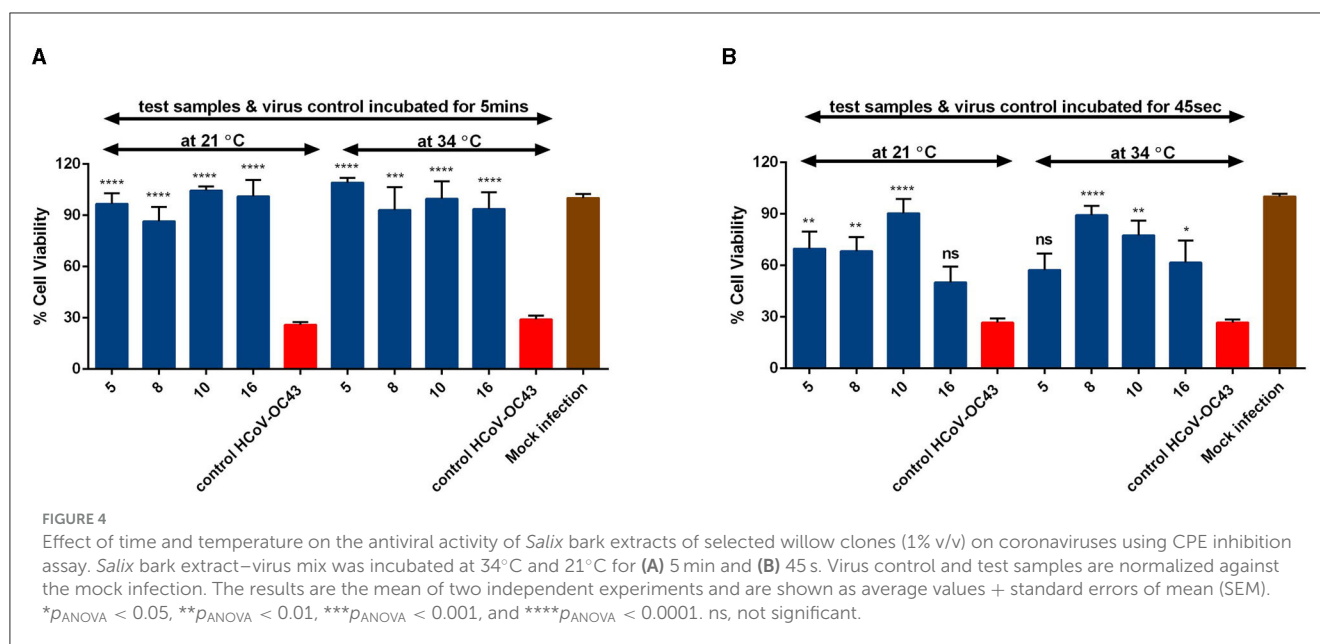 A
test samples & virus control incubated for 5mins
at 21 °C
at 34 °C
% Cell Viability
120
90
60
30
0
****
****
****
****
****
***
****
****
5
8
10
16
control HCoV-OC43
5
8
10
16
control HCoV-OC43
Mock infection
B
test samples & virus control incubated for 45sec
at 21 °C
at 34 °C
% Cell Viability
120
90
60
30
0
**
**
****
ns
ns
****
**
*
5
8
10
16
control HCoV-OC43
5
8
10
16
control HCoV-OC43
Mock infection
FIGURE 4
Effect of time and temperature on the antiviral activity of Salix bark extracts of selected willow clones (1% v/v) on coronaviruses using CPE inhibition
assay. Salix bark extract–virus mix was incubated at 34°C and 21°C for (A) 5 min and (B) 45 s. Virus control and test samples are normalized against
the mock infection. The results are the mean of two independent experiments and are shown as average values + standard errors of mean (SEM).
*pANOVA < 0.05, **pANOVA < 0.01, ***pANOVA < 0.001, and ****pANOVA < 0.0001. ns, not significant.